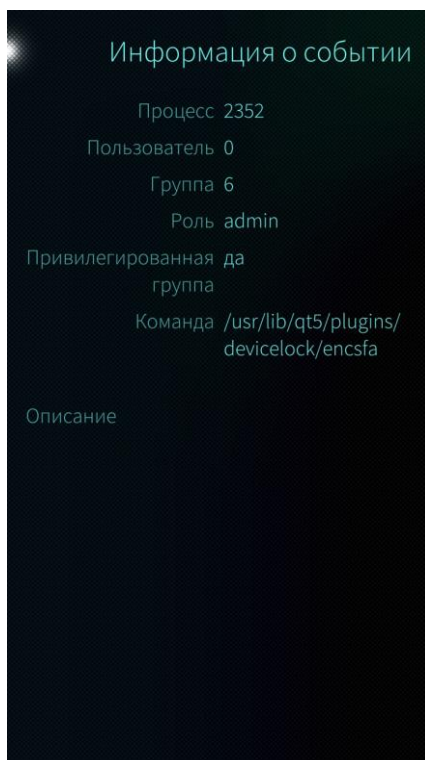 Информация о событии
Процесс 2352
Пользователь 0
Группа 6
Роль admin
Привилегированная да
группа
Команда /usr/lib/qt5/plugins/
devicelock/encsfa
Описание